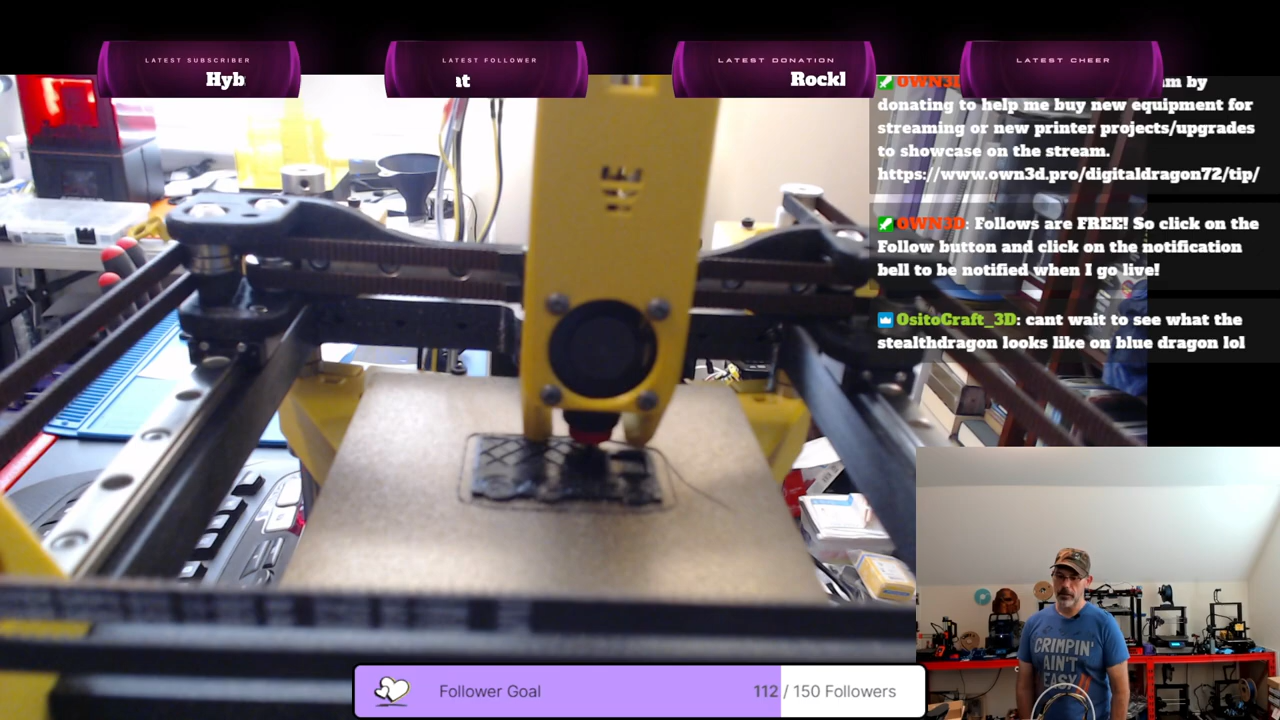 LATEST SUBSCRIBER
Hyb
LATEST FOLLOWER
at
LATEST DONATION
Rockl
LATEST CHEER
by
donating to help me buy new equipment for
streaming or new printer projects/upgrades
to showcase on the stream.
https://www.own3d.pro/digitaldragon72/tip/
OWN3D: Follows are FREE! So click on the
Follow button and click on the notification
bell to be notified when I go live!
OsitoCraft_3D: cant wait to see what the
stealthdragon looks like on blue dragon lol
CRIMPIN'
AIN'T
EASY
Follower Goal
112 / 150 Followers